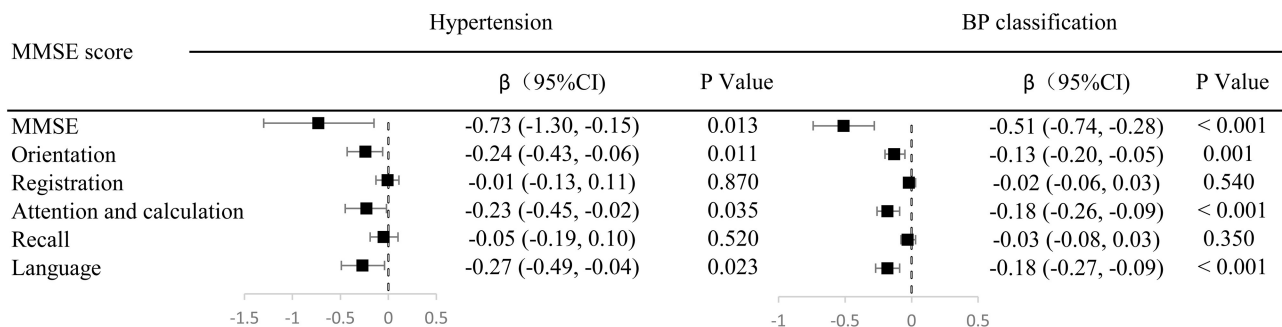 Hypertension BP classification
MMSE score
β（95%CI) P Value β（95%CI) P Value
MMSE -0.73 (-1.30, -0.15) 0.013 -0.51 (-0.74, -0.28) < 0.001
Orientation -0.24 (-0.43, -0.06) 0.011 -0.13 (-0.20, -0.05) 0.001
Registration -0.01 (-0.13, 0.11) 0.870 -0.02 (-0.06, 0.03) 0.540
Attention and calculation -0.23 (-0.45, -0.02) 0.035 -0.18 (-0.26, -0.09) < 0.001
Recall -0.05 (-0.19, 0.10) 0.520 -0.03 (-0.08, 0.03) 0.350
Language -0.27 (-0.49, -0.04) 0.023 -0.18 (-0.27, -0.09) < 0.001
-1.5 -1 -0.5 0 0.5 -1 -0.5 0 0.5